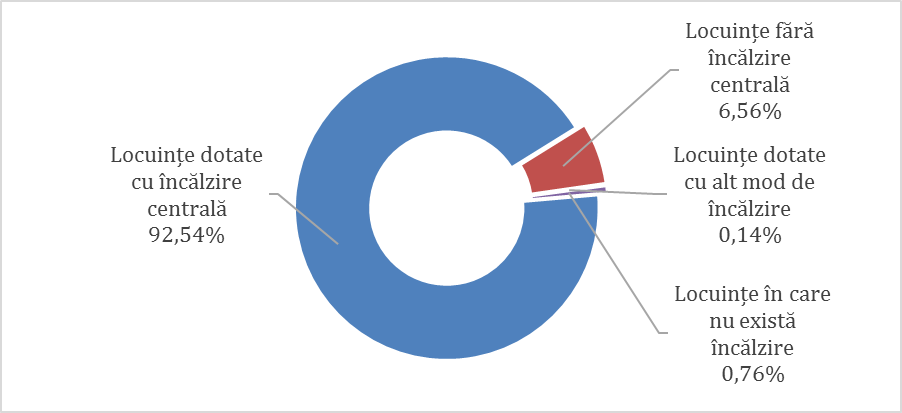 Locuințe fără
încălzire
centrală
6,56%
Locuințe dotate
cu încălzire
centrală
92,54%
Locuințe dotate
cu alt mod de
încălzire
0,14%
Locuințe în care
nu există
încălzire
0,76%